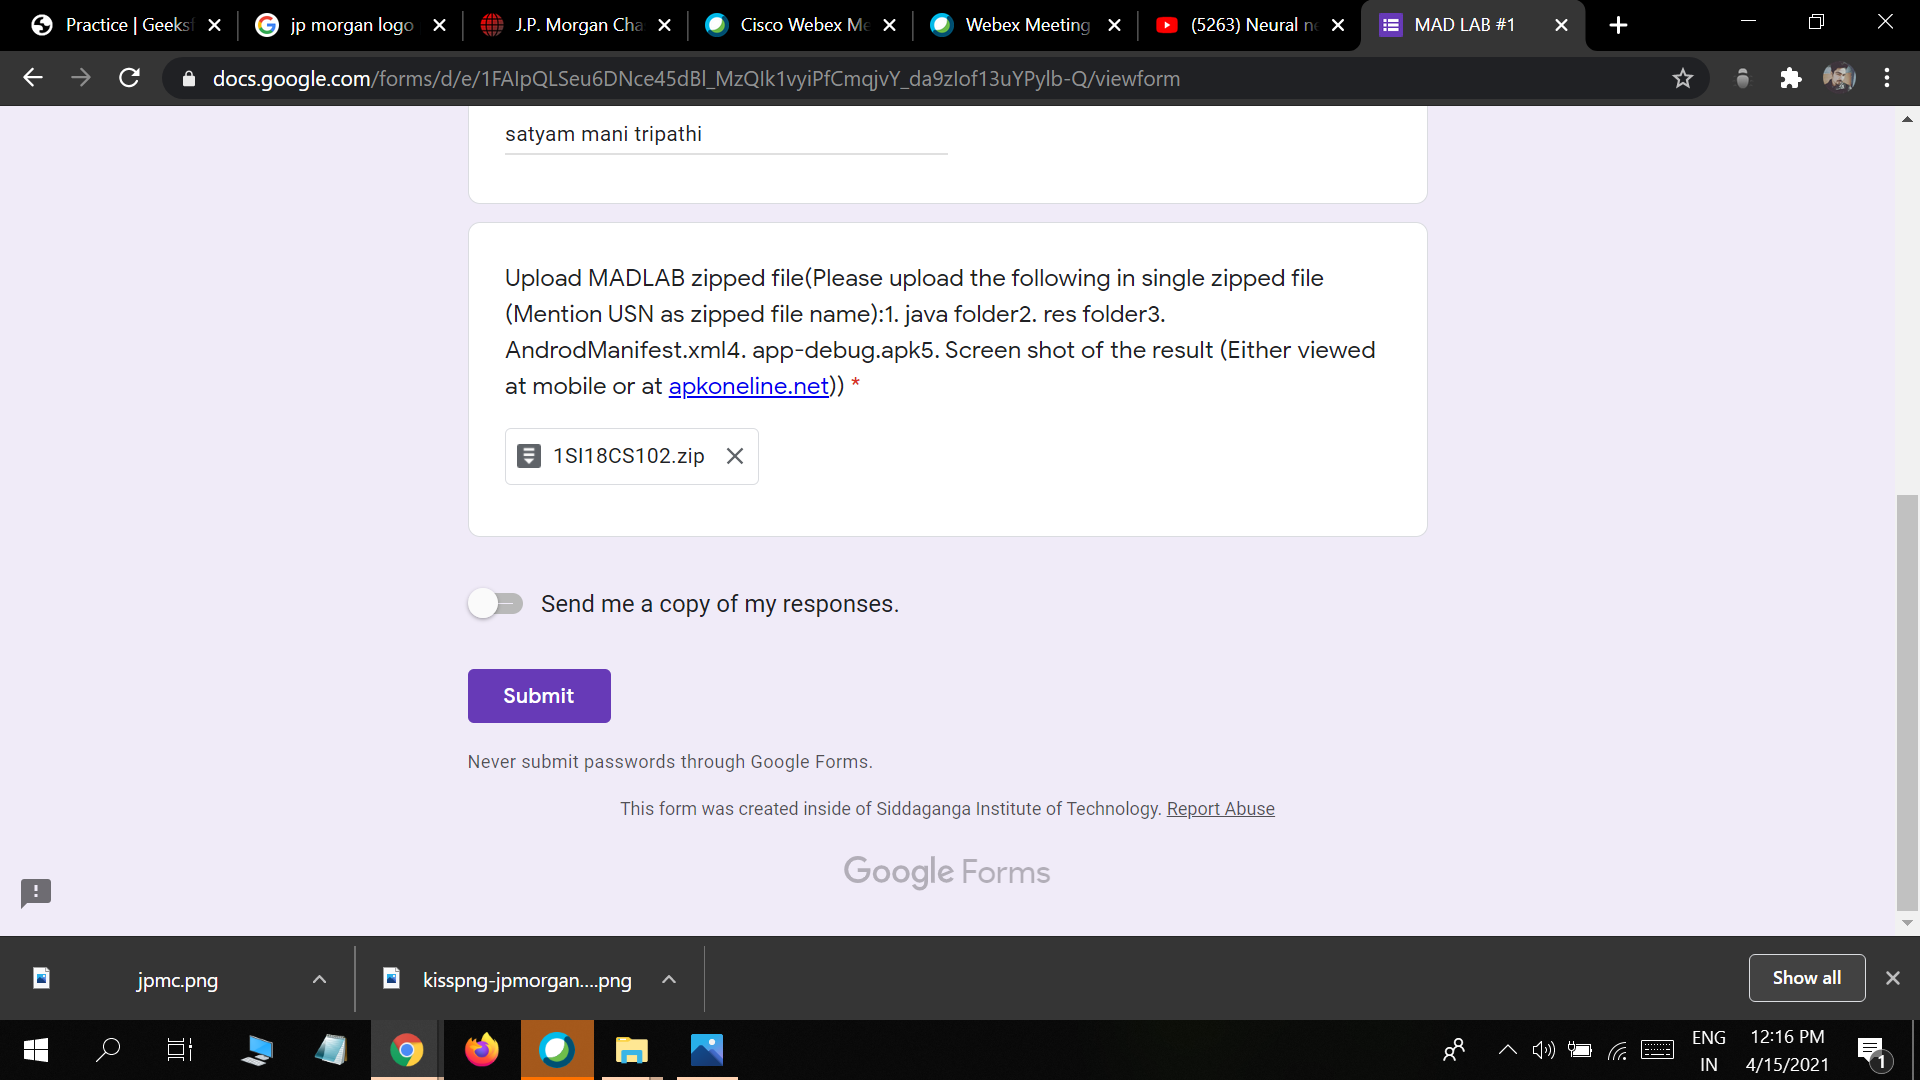 Practice | Geeksf
jp morgan logo
J.P. Morgan Cha
Cisco Webex Me
Webex Meeting
(5263) Neural ne
MAD LAB #1
docs.google.com/forms/d/e/1FAIpQLSeu6DNce45dBl_MzQIk1vyiPfCmqjvY_da9zIof13uYPylb-Q/viewform
satyam mani tripathi
Upload MADLAB zipped file(Please upload the following in single zipped file
(Mention USN as zipped file name):1. java folder2. res folder3.
AndrodManifest.xml4. app-debug.apk5. Screen shot of the result (Either viewed
at mobile or at apkoneline.net)) *
1SI18CS102.zip
Send me a copy of my responses.
Submit
Never submit passwords through Google Forms.
This form was created inside of Siddaganga Institute of Technology. Report Abuse
Google Forms
jpmc.png
kisspng-jpmorgan....png
Show all
ENG
IN
12:16 PM
4/15/2021
1